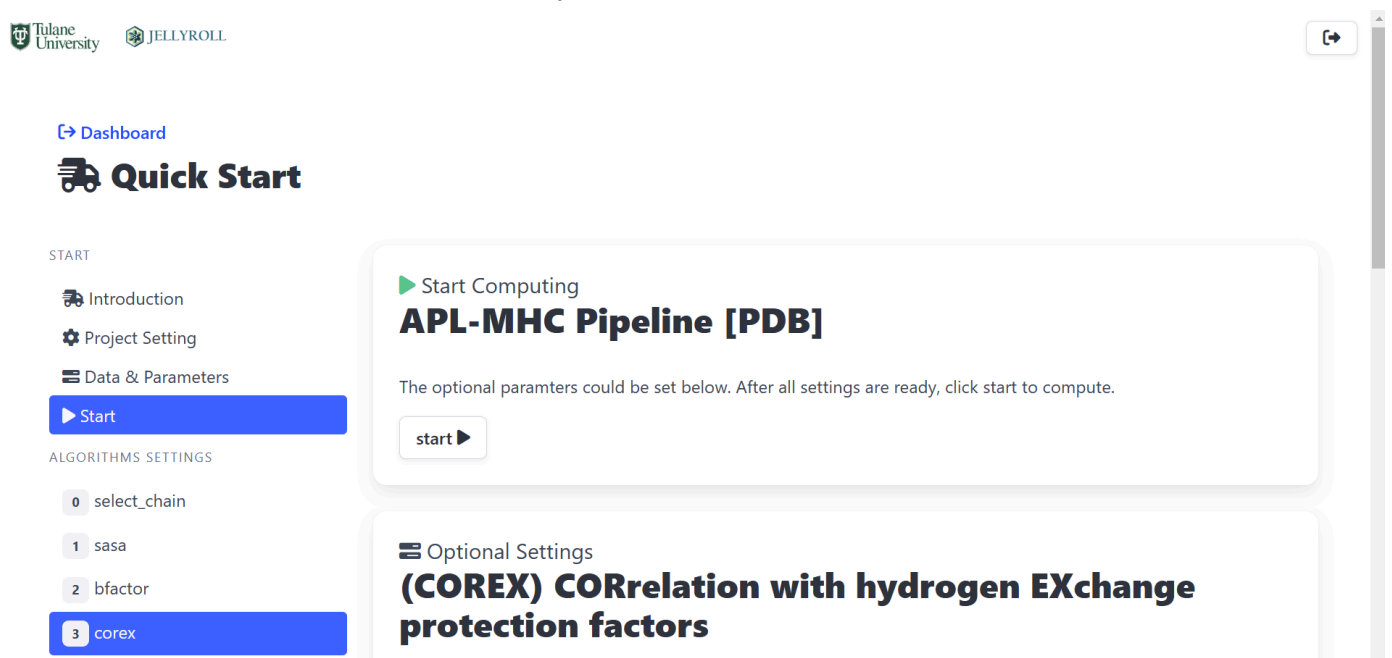 Tulane
University
JELLYROLL
Dashboard
Quick Start
START
Introduction
Project Setting
Data & Parameters
Start
ALGORITHMS SETTINGS
0 select_chain
1 sasa
2 bfactor
3 corex
Start Computing
APL-MHC Pipeline [PDB]
The optional paramters could be set below. After all settings are ready, click start to compute.
start
Optional Settings
(COREX) CORrelation with hydrogen EXchange
protection factors